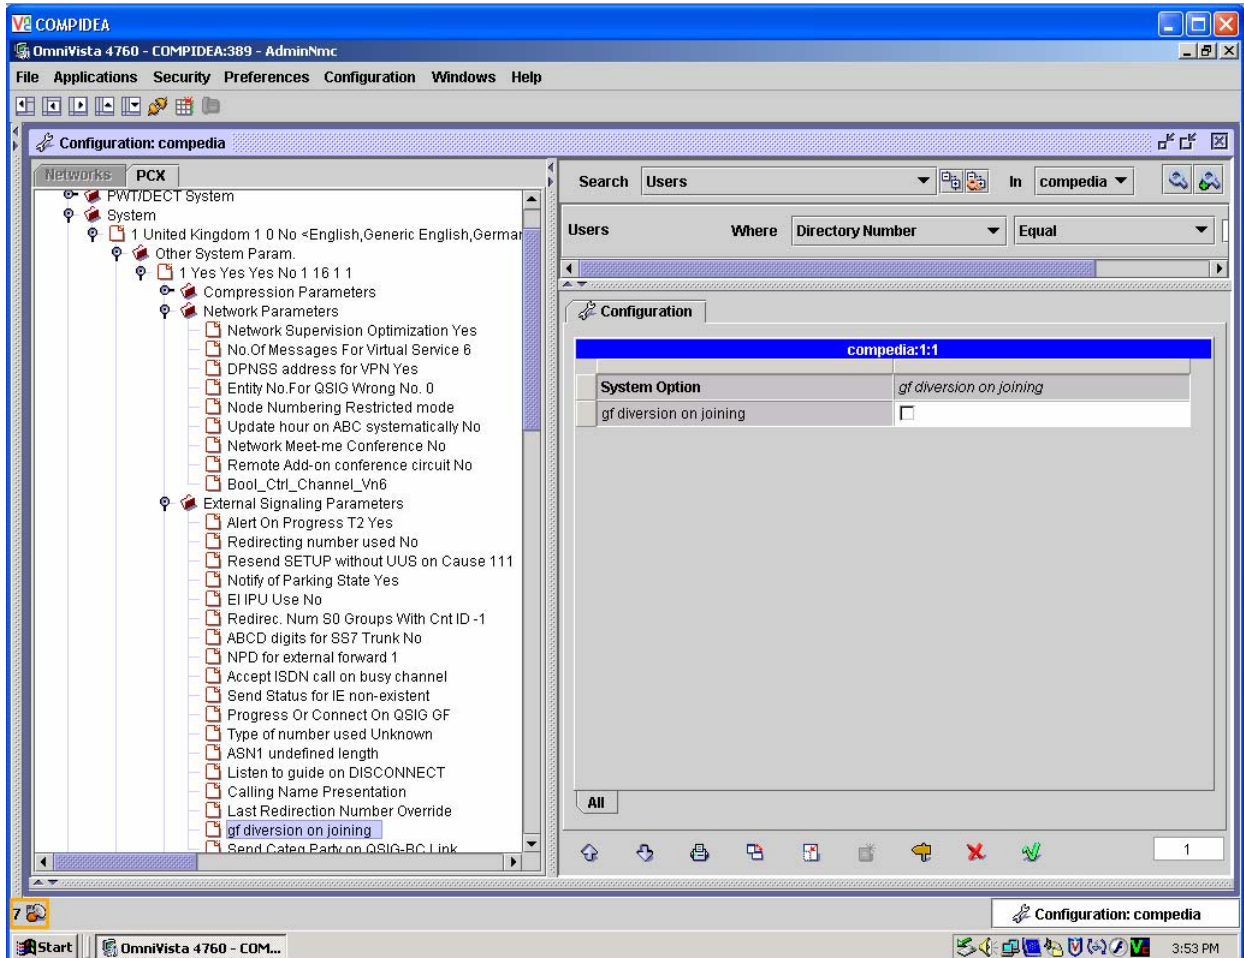 COMPIDEA
OmniVista 4760 - COMPIDEA:389 - AdminNmc
File Applications Security Preferences Configuration Windows Help
Configuration: compedia
Networks PCX
PWT/DECT System
System
1 United Kingdom 1 0 No <English,Generic English,German
Other System Param.
1 Yes Yes Yes No 1 16 1 1
Compression Parameters
Network Parameters
Network Supervision Optimization Yes
No.Of Messages For Virtual Service 6
DPNSS address for VPN Yes
Entity No.For QSIG Wrong No. 0
Node Numbering Restricted mode
Update hour on ABC systematically No
Network Meet-me Conference No
Remote Add-on conference circuit No
Bool_Ctrl_Channel_Vn6
External Signaling Parameters
Alert On Progress T2 Yes
Redirecting number used No
Resend SETUP without UUS on Cause 111
Notify of Parking State Yes
EI IPU Use No
Redirec. Num S0 Groups With Cnt ID -1
ABCD digits for SS7 Trunk No
NPD for external forward 1
Accept ISDN call on busy channel
Send Status for IE non-existent
Progress Or Connect On QSIG GF
Type of number used Unknown
ASN1 undefined length
Listen to guide on DISCONNECT
Calling Name Presentation
Last Redirection Number Override
gf diversion on joining
Send Categ Party on QSIG-BC Link
Search Users In compedia
Users Where Directory Number Equal
Configuration
compedia:1:1
System Option gf diversion on joining
gf diversion on joining
All
1
7
Configuration: compedia
Start OmniVista 4760 - COM... 3:53 PM